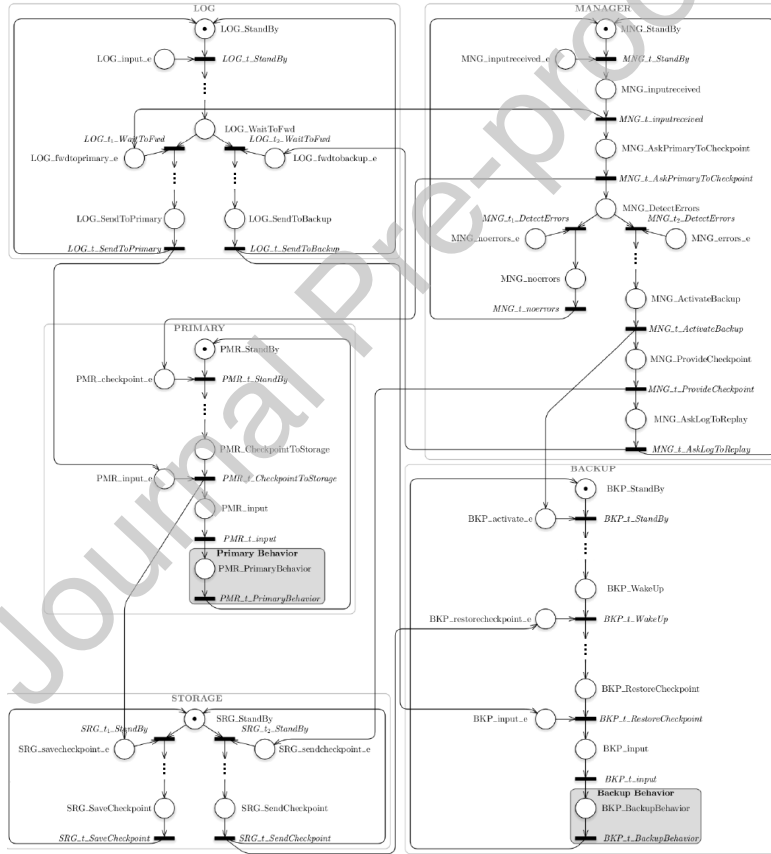 LOG
LOG_StandBy
LOG_input_e
LOG_t_StandBy
LOG_WaitToFwd
LOG_t₁_WaitToFwd
LOG_t₂_WaitToFwd
LOG_fwdtoprimary_e
LOG_fwdtobackup_e
LOG_SendToPrimary
LOG_SendToBackup
LOG_t_SendToPrimary
LOG_t_SendToBackup
MANAGER
MNG_StandBy
MNG_inputreceived_e
MNG_t_StandBy
MNG_inputreceived
MNG_t_inputreceived
MNG_AskPrimaryToCheckpoint
MNG_t_AskPrimaryToCheckpoint
MNG_DetectErrors
MNG_t₁_DetectErrors
MNG_t₂_DetectErrors
MNG_noerrors_e
MNG_errors_e
MNG_noerrors
MNG_ActivateBackup
MNG_t_noerrors
MNG_t_ActivateBackup
MNG_ProvideCheckpoint
MNG_t_ProvideCheckpoint
MNG_AskLogToReplay
MNG_t_AskLogToReplay
PRIMARY
PMR_StandBy
PMR_checkpoint_e
PMR_t_StandBy
PMR_CheckpointToStorage
PMR_input_e
PMR_t_CheckpointToStorage
PMR_input
PMR_t_input
Primary Behavior
PMR_PrimaryBehavior
PMR_t_PrimaryBehavior
BACKUP
BKP_StandBy
BKP_activate_e
BKP_t_StandBy
BKP_WakeUp
BKP_restorecheckpoint_e
BKP_t_WakeUp
BKP_RestoreCheckpoint
BKP_input_e
BKP_t_RestoreCheckpoint
BKP_input
BKP_t_input
Backup Behavior
BKP_BackupBehavior
BKP_t_BackupBehavior
STORAGE
SRG_StandBy
SRG_t₁_StandBy
SRG_t₂_StandBy
SRG_savecheckpoint_e
SRG_sendcheckpoint_e
SRG_SaveCheckpoint
SRG_SendCheckpoint
SRG_t_SaveCheckpoint
SRG_t_SendCheckpoint
Journal Pre-proo